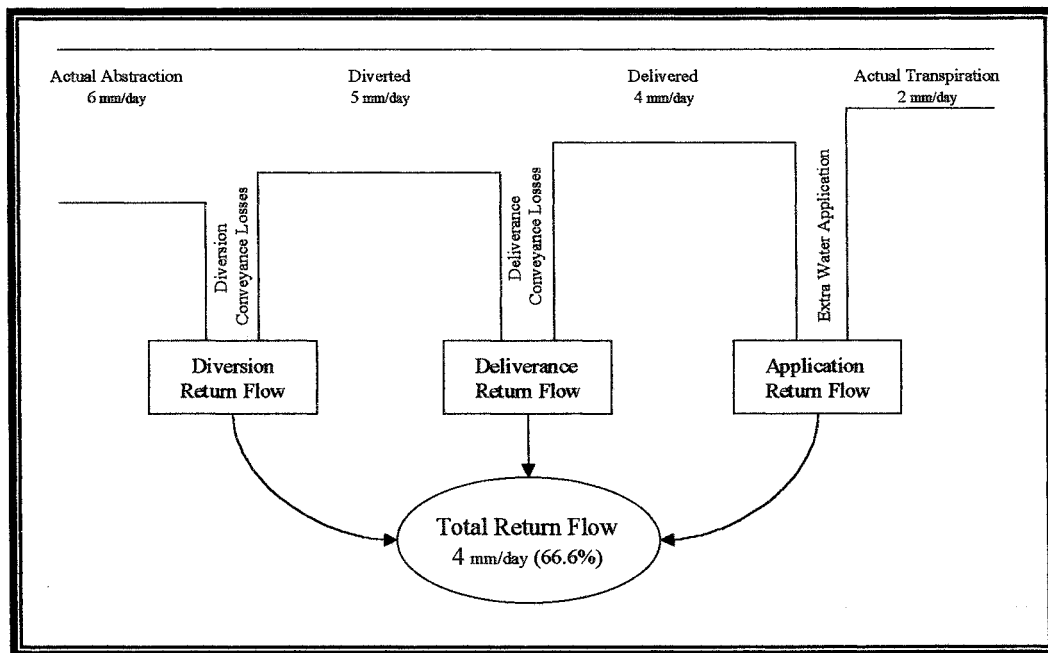 Actual Abstraction
6 mm/day
Diverted
5 mm/day
Delivered
4 mm/day
Actual Transpiration
2 mm/day
Diversion
Conveyance Losses
Deliverance
Conveyance Losses
Extra Water Application
Diversion
Return Flow
Deliverance
Return Flow
Application
Return Flow
Total Return Flow
4 mm/day (66.6%)